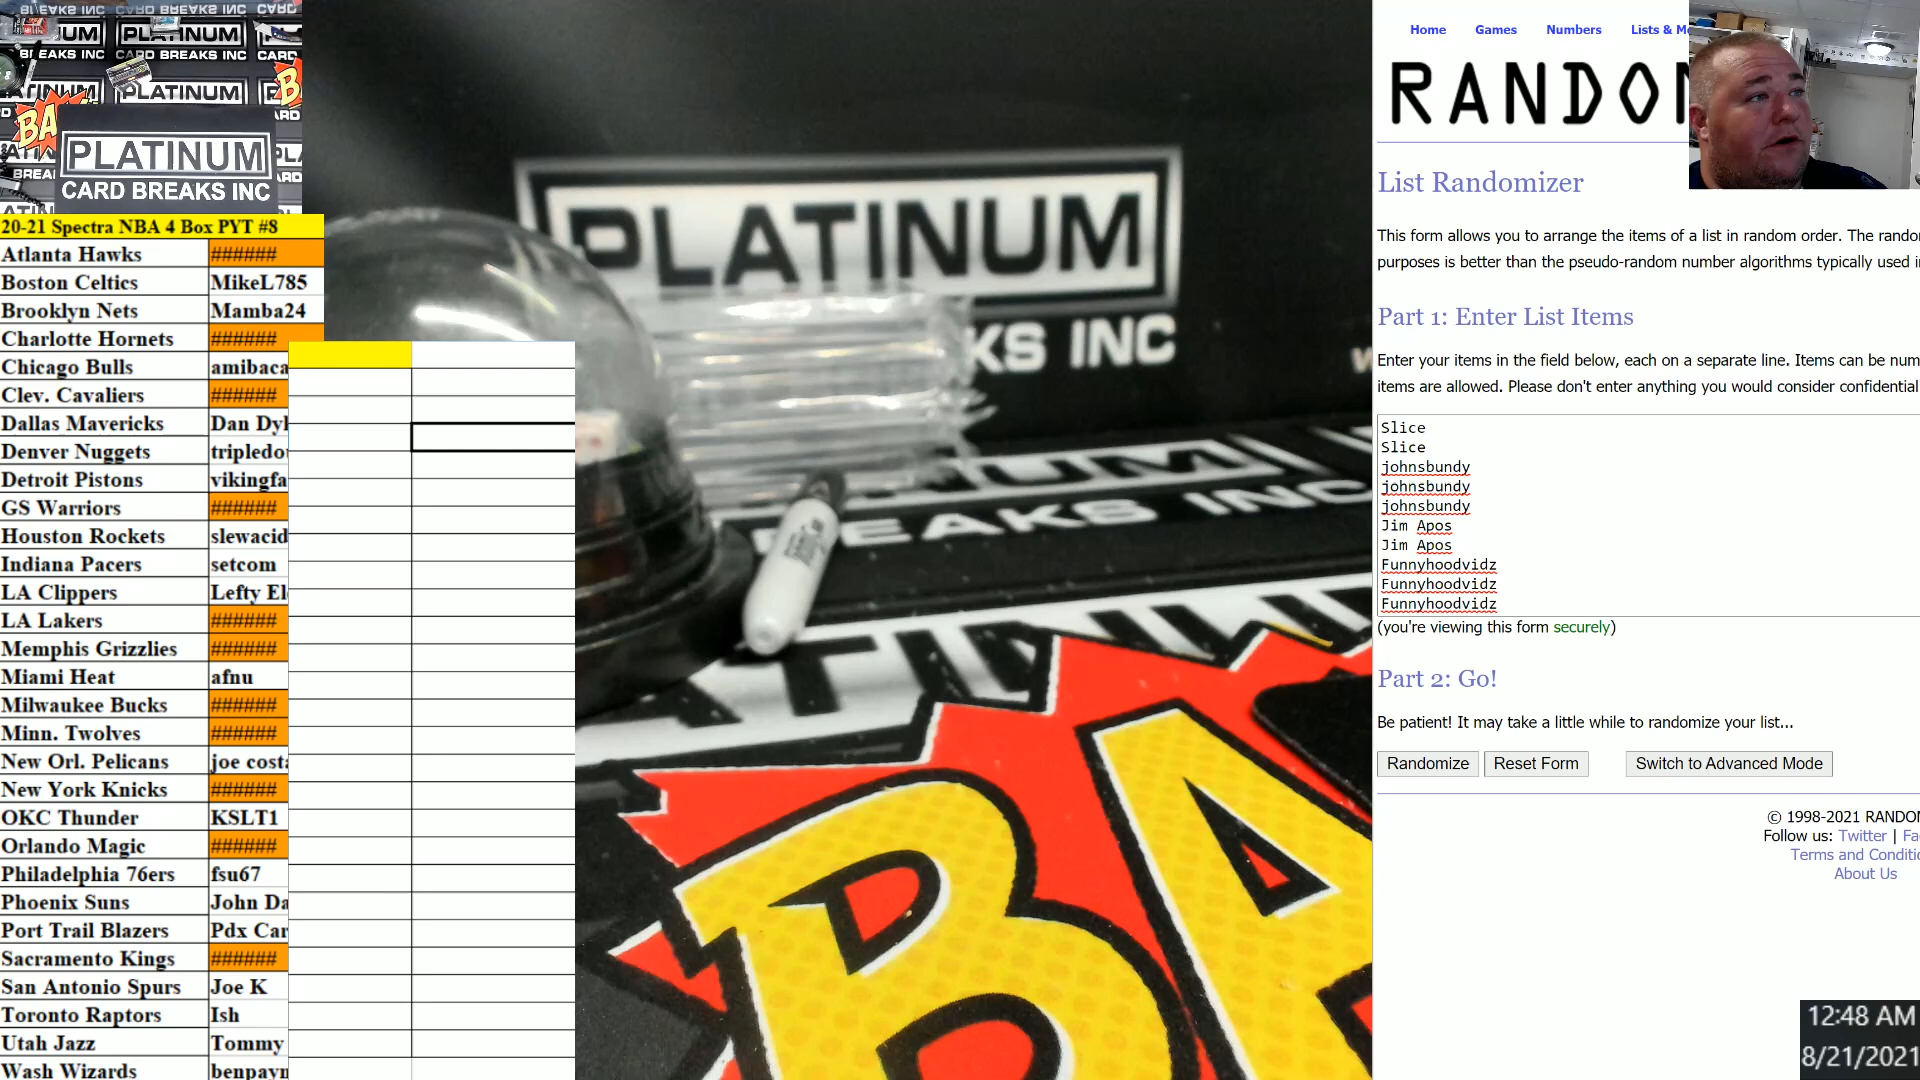 PLATINUM
CARD BREAKS INC
20-21 Spectra NBA 4 Box PYT #8
Atlanta Hawks ######
Boston Celtics MikeL785
Brooklyn Nets Mamba24
Charlotte Hornets ######
Chicago Bulls amibaca
Clev. Cavaliers ######
Dallas Mavericks Dan Dyk
Denver Nuggets tripledou
Detroit Pistons vikingfa
GS Warriors ######
Houston Rockets slewacid
Indiana Pacers setcom
LA Clippers Lefty El
LA Lakers ######
Memphis Grizzlies ######
Miami Heat afnu
Milwaukee Bucks ######
Minn. Twolves ######
New Orl. Pelicans joe costa
New York Knicks ######
OKC Thunder KSLT1
Orlando Magic ######
Philadelphia 76ers fsu67
Phoenix Suns John Da
Port Trail Blazers Pdx Car
Sacramento Kings ######
San Antonio Spurs Joe K
Toronto Raptors Ish
Utah Jazz Tommy
Wash Wizards benpayn
PLATINUM
KS INC
BREAKS INC
BA
Home Games Numbers Lists & Mo
RANDO
List Randomizer
This form allows you to arrange the items of a list in random order. The rando
purposes is better than the pseudo-random number algorithms typically used i
Part 1: Enter List Items
Enter your items in the field below, each on a separate line. Items can be num
items are allowed. Please don't enter anything you would consider confidential
Slice
Slice
johnsbundy
johnsbundy
johnsbundy
Jim Apos
Jim Apos
Funnyhoodvidz
Funnyhoodvidz
Funnyhoodvidz
(you're viewing this form securely)
Part 2: Go!
Be patient! It may take a little while to randomize your list...
Randomize Reset Form Switch to Advanced Mode
© 1998-2021 RANDO
Follow us: Twitter | Fa
Terms and Conditio
About Us
12:48 AM
8/21/2021